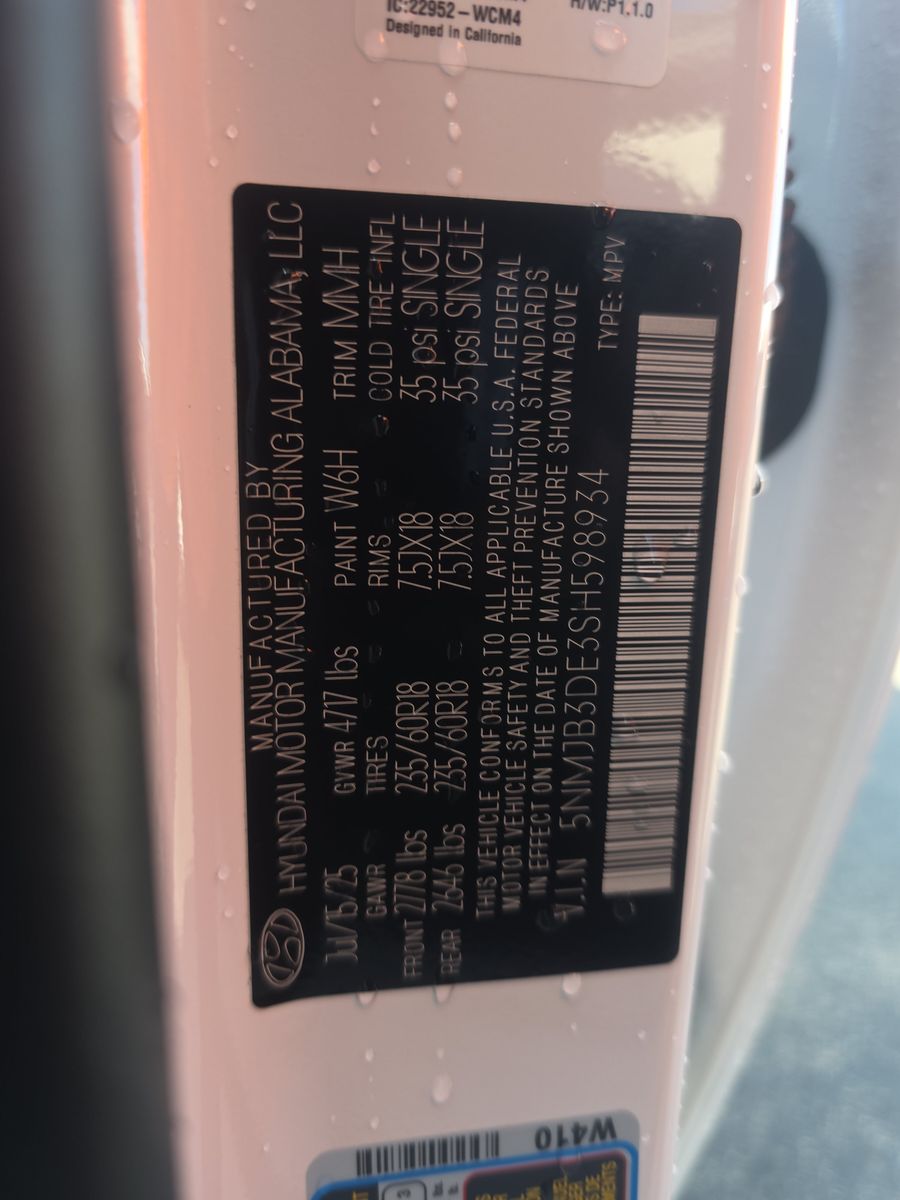 IC:22952-WCM4
H/W:P1.1.0
Designed in California
MANUFACTURED BY
HYUNDAI MOTOR MANUFACTURING ALABAMA, LLC
JUL/15/25 GVWR 4717 lbs PAINT W6H TRIM MMH
GAWR TIRES RIMS COLD TIRE INFL
FRONT 2778 lbs 235/60R18 7.5JX18 35 psi SINGLE
REAR 2646 lbs 235/60R18 7.5JX18 35 psi SINGLE
THIS VEHICLE CONFORMS TO ALL APPLICABLE U.S.A. FEDERAL
MOTOR VEHICLE SAFETY AND THEFT PREVENTION STANDARDS
IN EFFECT ON THE DATE OF MANUFACTURE SHOWN ABOVE
V.I.N 5NMJB3DE3SH598934 TYPE: MPV
W410